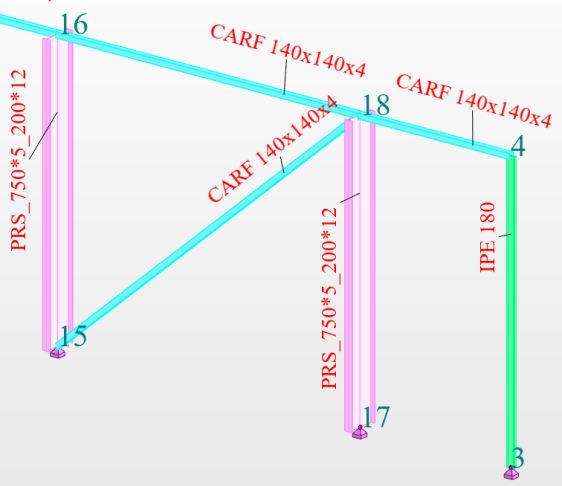 16
CARF 140x140x4
CARF 140x140x4
PRS_750*5_200*12
18
CARF 140x140x4
4
PRS_750*5_200*12
IPE 180
15
17
3